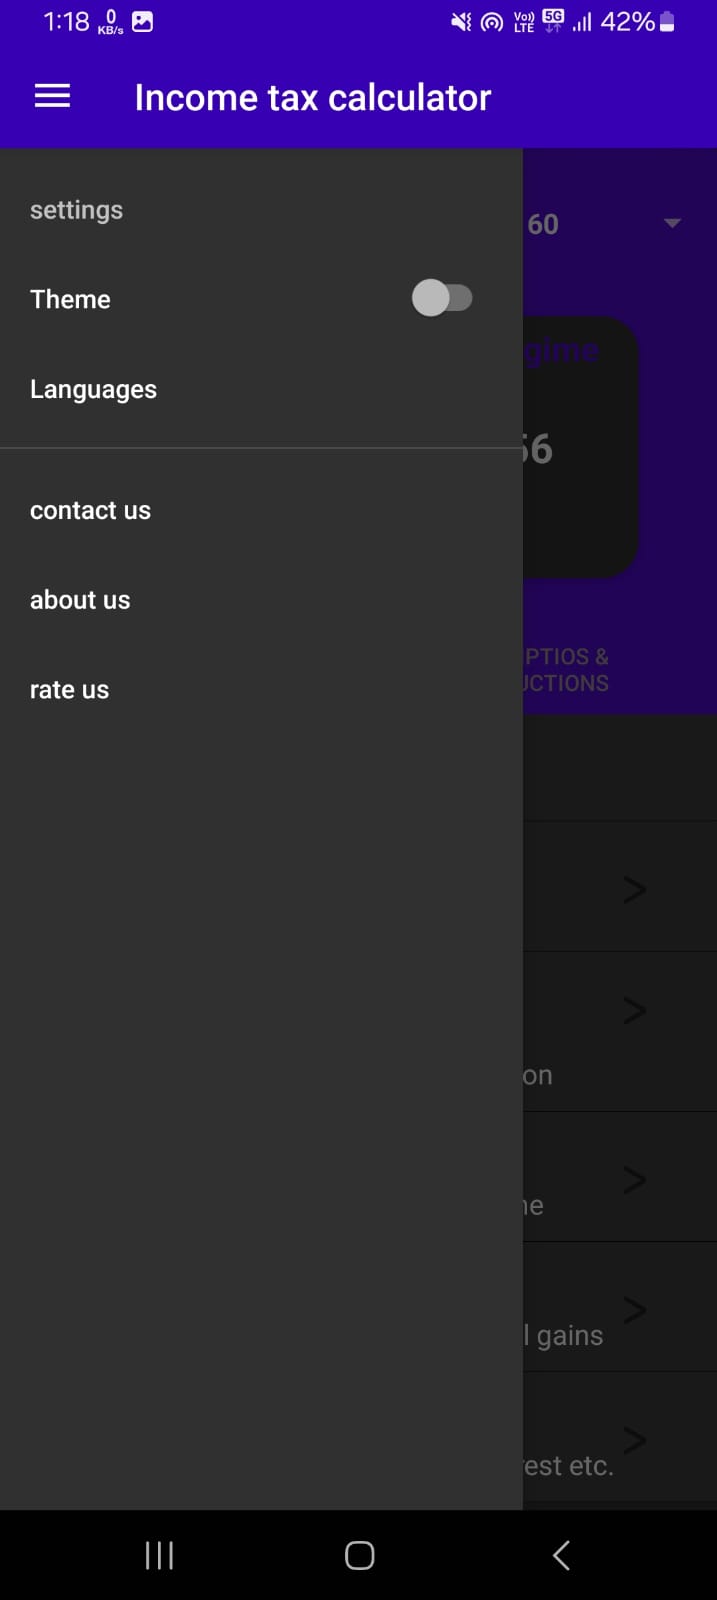 1:18 0 KB/s Vo)) LTE 5G 42%
Income tax calculator
settings
60
Theme
gime
Languages
56
contact us
about us
PTIOS &
UCTIONS
rate us
>
>
on
>
ne
>
l gains
>
rest etc.